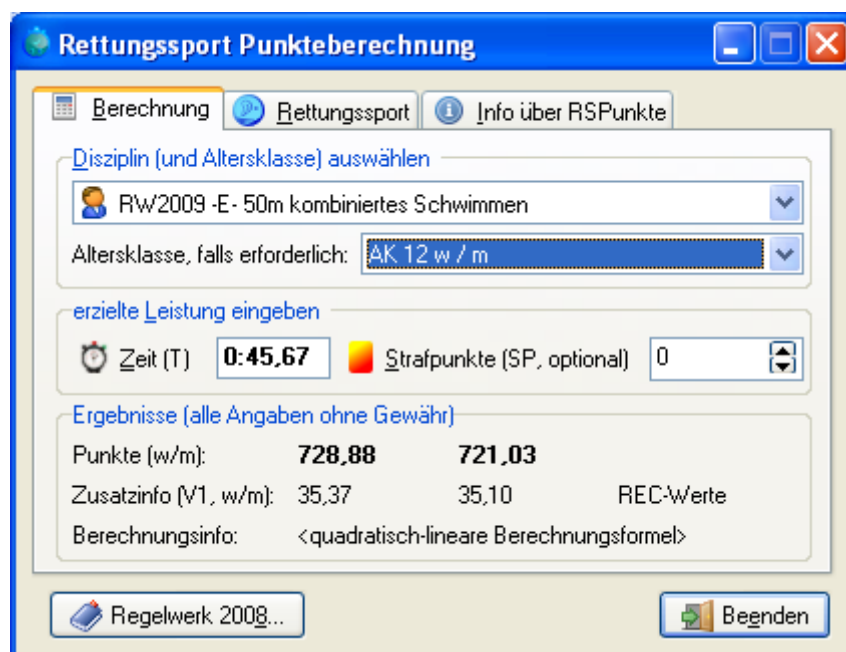 Rettungssport Punkteberechnung
Berechnung Rettungssport Info über RSPunkte
Disziplin (und Altersklasse) auswählen
RW2009 -E- 50m kombiniertes Schwimmen
Altersklasse, falls erforderlich: AK 12 w / m
erzielte Leistung eingeben
Zeit (T) 0:45,67 Strafpunkte (SP, optional) 0
Ergebnisse (alle Angaben ohne Gewähr)
Punkte (w/m): 728,88 721,03
Zusatzinfo (V1, w/m): 35,37 35,10 REC-Werte
Berechnungsinfo: <quadratisch-lineare Berechnungsformel>
Regelwerk 2008... Beenden